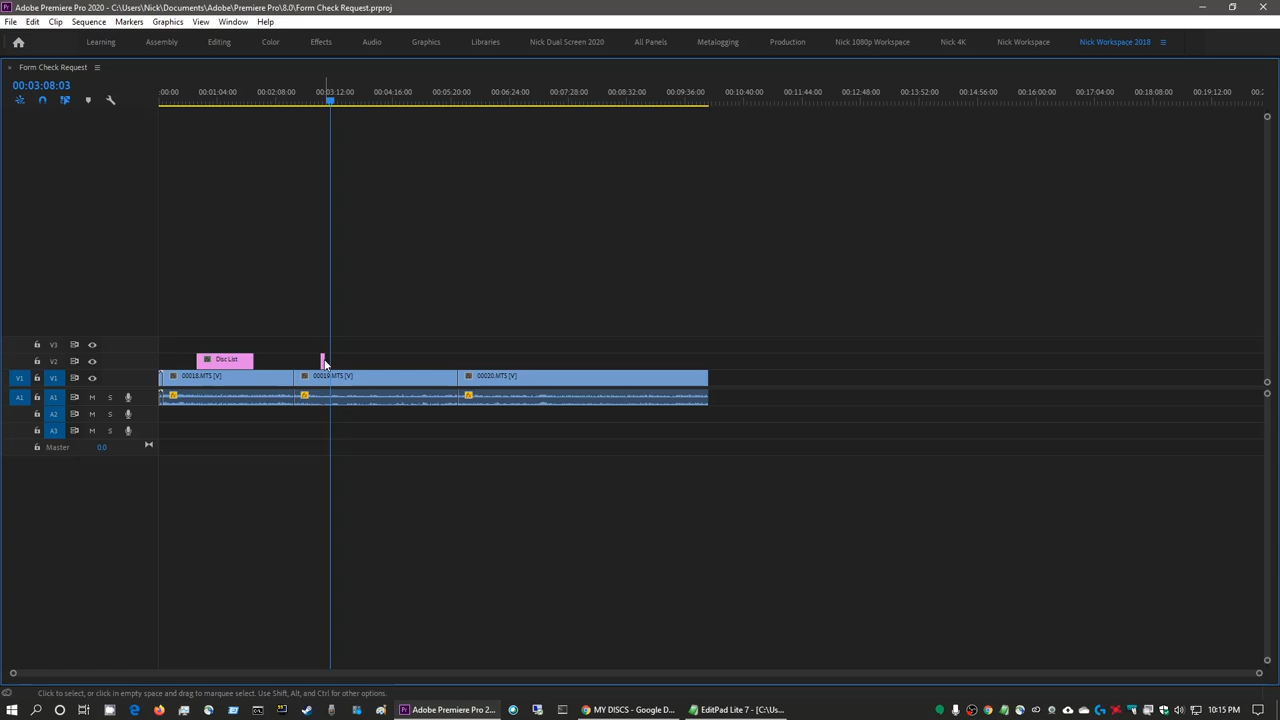 Adobe Premiere Pro 2020 - C:\Users\Nick\Documents\Adobe\Premiere Pro\8.0\Form Check Request.prproj
File Edit Clip Sequence Markers Graphics View Window Help
Learning Assembly Editing Color Effects Audio Graphics Libraries Nick Dual Screen 2020 All Panels Metalogging Production Nick 1080p Workspace Nick 4K Nick Workspace Nick Workspace 2018
Form Check Request
00:03:08:03
:00:00 00:01:04:00 00:02:08:00 00:03:12:00 00:04:16:00 00:05:20:00 00:06:24:00 00:07:28:00 00:08:32:00 00:09:36:00 00:10:40:00 00:11:44:00 00:12:48:00 00:13:52:00 00:14:56:00 00:16:00:00 00:17:04:00 00:18:08:00 00:19:12:00
V3
V2 Disc List
V1 V1 00018.MTS [V] 00019.MTS [V] 00020.MTS [V]
A1 A1 M S
A2 M S
A3 M S
Master 0.0
Click to select, or click in empty space and drag to marquee select. Use Shift, Alt, and Ctrl for other options.
Adobe Premiere Pro 2... MY DISCS - Google D... EditPad Lite 7 - [C:\Us... 10:15 PM